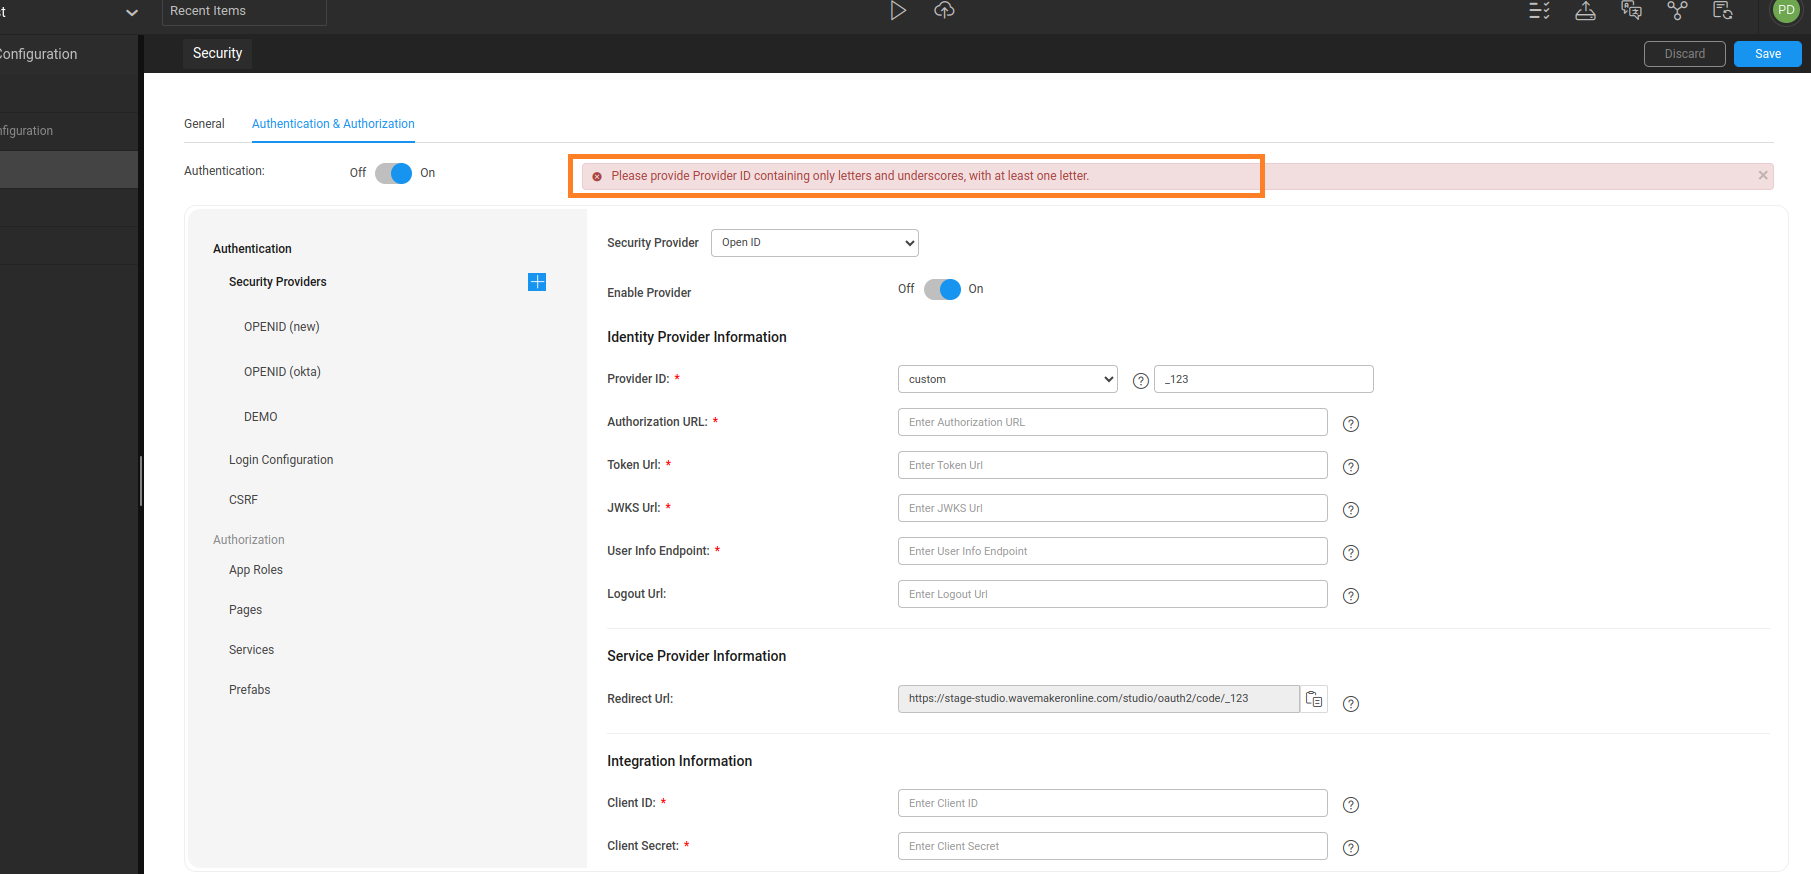 t
Recent Items
PD
Configuration
Security
Discard
Save
nfiguration
General
Authentication & Authorization
Authentication:
Off
On
Please provide Provider ID containing only letters and underscores, with at least one letter.
Authentication
Security Providers
OPENID (new)
OPENID (okta)
DEMO
Login Configuration
CSRF
Authorization
App Roles
Pages
Services
Prefabs
Security Provider
Open ID
Enable Provider
Off
On
Identity Provider Information
Provider ID: *
custom
_123
Authorization URL: *
Enter Authorization URL
Token Url: *
Enter Token Url
JWKS Url: *
Enter JWKS Url
User Info Endpoint: *
Enter User Info Endpoint
Logout Url:
Enter Logout Url
Service Provider Information
Redirect Url:
https://stage-studio.wavemakeronline.com/studio/oauth2/code/_123
Integration Information
Client ID: *
Enter Client ID
Client Secret: *
Enter Client Secret